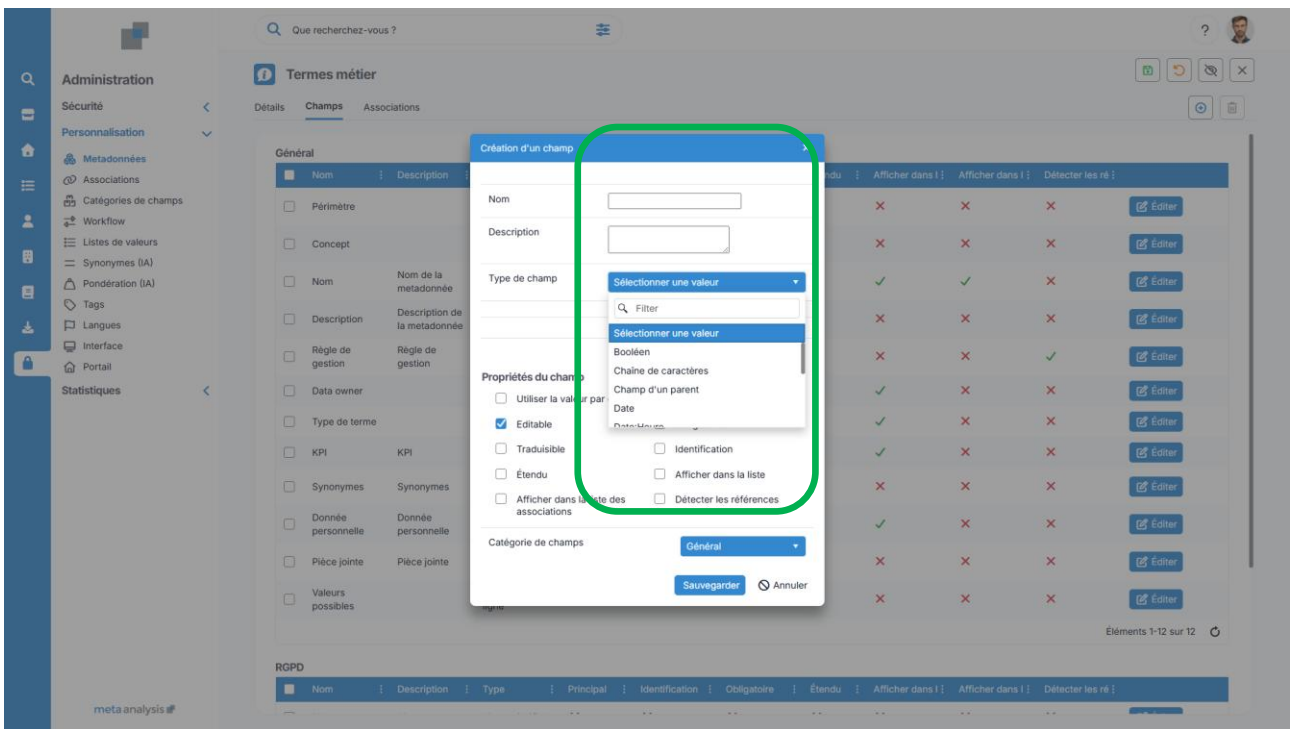 Que recherchez-vous ?
?
Administration
Sécurité
Personnalisation
Metadonnées
Associations
Catégories de champs
Workflow
Listes de valeurs
Synonymes (IA)
Pondération (IA)
Tags
Langues
Interface
Portail
Statistiques
meta analysis
Termes métier
Détails Champs Associations
Général
Nom Description ndu Afficher dans l Afficher dans l Détecter les ré
Périmètre Éditer
Concept Éditer
Nom Nom de la metadonnée Éditer
Description Description de la metadonnée Éditer
Règle de gestion Règle de gestion Éditer
Data owner Éditer
Type de terme Éditer
KPI KPI Éditer
Synonymes Synonymes Éditer
Donnée personnelle Donnée personnelle Éditer
Pièce jointe Pièce jointe Éditer
Valeurs possibles ligne Éditer
Éléments 1-12 sur 12
RGPD
Nom Description Type Principal Identification Obligatoire Étendu Afficher dans l Afficher dans l Détecter les ré
Création d'un champ
Nom
Description
Type de champ Sélectionner une valeur
Filter
Sélectionner une valeur
Booléen
Chaîne de caractères
Champ d'un parent
Date
Date:Heure
Propriétés du champ
Utiliser la valeur par
Editable
Traduisible Identification
Étendu Afficher dans la liste
Afficher dans la liste des associations Détecter les références
Catégorie de champs Général
Sauvegarder Annuler